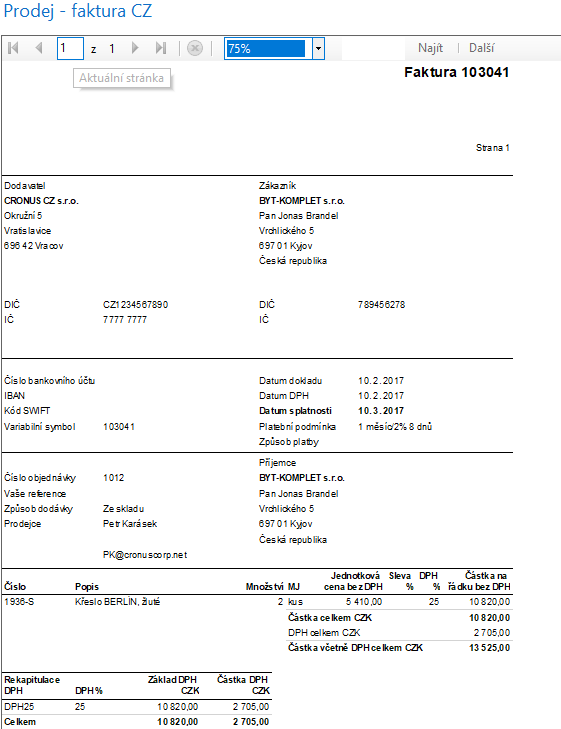 Prodej - faktura CZ
1 z 1 75% Najít Další
Aktuální stránka
Faktura 103041
Strana 1
Dodavatel Zákazník
CRONUS CZ s.r.o. BYT-KOMPLET s.r.o.
Okružní 5 Pan Jonas Brandel
Vratislavice Vrchlického 5
696 42 Vracov 697 01 Kyjov
Česká republika
DIČ CZ1234567890 DIČ 789456278
IČ 7777 7777 IČ
Číslo bankovního účtu Datum dokladu 10. 2. 2017
IBAN Datum DPH 10. 2. 2017
Kód SWIFT Datum splatnosti 10. 3. 2017
Variabilní symbol 103041 Platební podmínka 1 měsíc/2% 8 dnů
Způsob platby
Příjemce
Číslo objednávky 1012 BYT-KOMPLET s.r.o.
Vaše reference Pan Jonas Brandel
Způsob dodávky Ze skladu Vrchlického 5
Prodejce Petr Karásek 697 01 Kyjov
Česká republika
PK@cronuscorp.net
Jednotková Sleva DPH Částka na
Číslo Popis Množství MJ cena bez DPH % % řádku bez DPH
1936-S Křeslo BERLÍN, žluté 2 kus 5 410,00 25 10 820,00
Částka celkem CZK 10 820,00
DPH celkem CZK 2 705,00
Částka včetně DPH celkem CZK 13 525,00
Rekapitulace Základ DPH Částka DPH
DPH DPH % CZK CZK
DPH25 25 10 820,00 2 705,00
Celkem 10 820,00 2 705,00